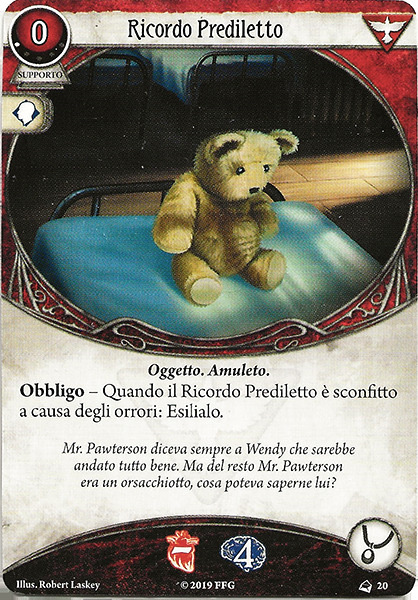 Ricordo Prediletto
0
SUPPORTO
Oggetto. Amuleto.
Obbligo – Quando il Ricordo Prediletto è sconfitto
a causa degli orrori: Esilialo.
Mr. Pawterson diceva sempre a Wendy che sarebbe
andato tutto bene. Ma del resto Mr. Pawterson
era un orsacchiotto, cosa poteva saperne lui?
4
Illus. Robert Laskey
©2019 FFG
20